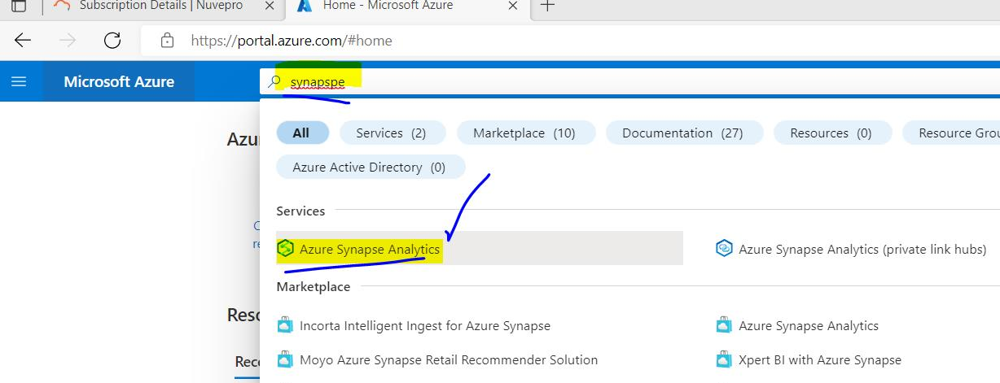 Subscription Details | Nuvepro
Home - Microsoft Azure
https://portal.azure.com/#home
Microsoft Azure
synapspe
All
Services (2)
Marketplace (10)
Documentation (27)
Resources (0)
Resource Grou
Azure Active Directory (0)
Azu
Services
re
Azure Synapse Analytics
Azure Synapse Analytics (private link hubs)
Marketplace
Reso
Incorta Intelligent Ingest for Azure Synapse
Azure Synapse Analytics
Rece
Moyo Azure Synapse Retail Recommender Solution
Xpert BI with Azure Synapse